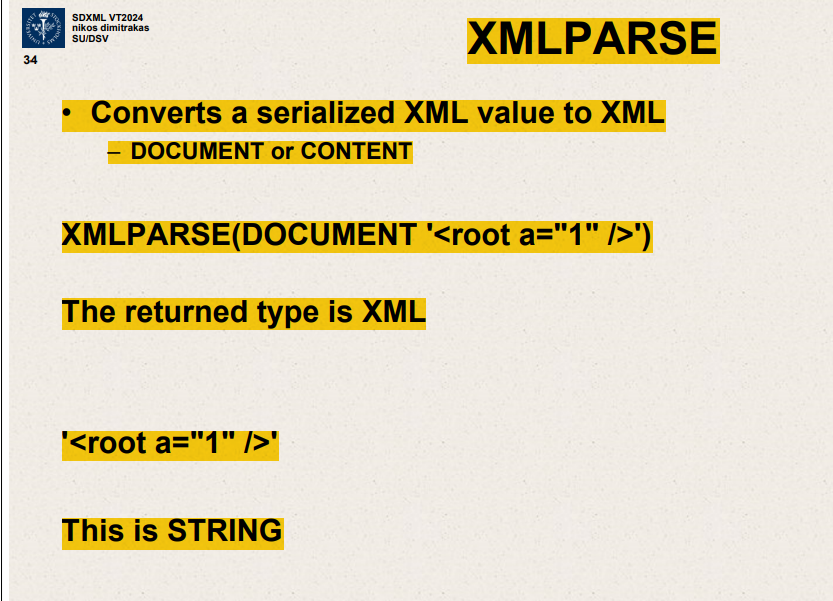 SDXML VT2024
nikos dimitrakas
SU/DSV
34
XMLPARSE
• Converts a serialized XML value to XML
– DOCUMENT or CONTENT
XMLPARSE(DOCUMENT '<root a="1" />')
The returned type is XML
'<root a="1" />'
This is STRING